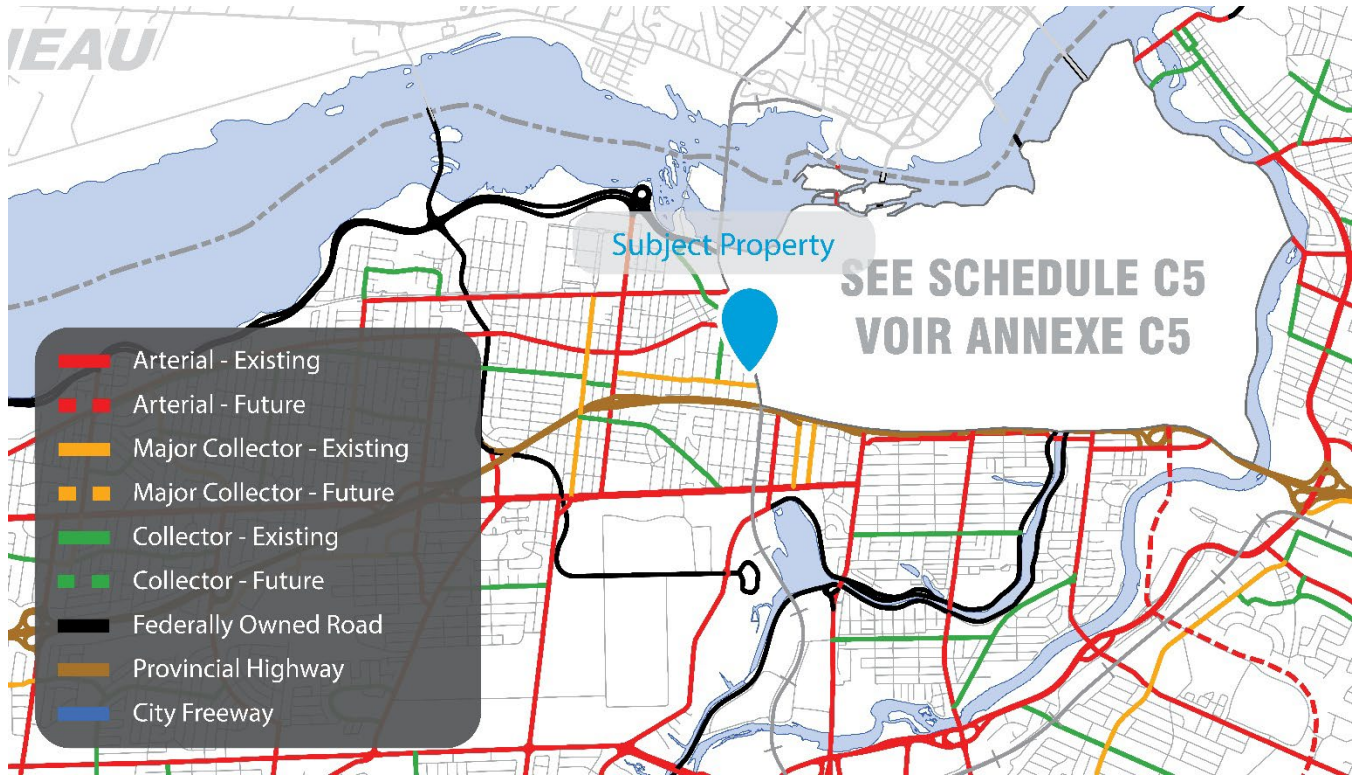 NEAU
Subject Property
SEE SCHEDULE C5
VOIR ANNEXE C5
Arterial - Existing
Arterial - Future
Major Collector - Existing
Major Collector - Future
Collector - Existing
Collector - Future
Federally Owned Road
Provincial Highway
City Freeway